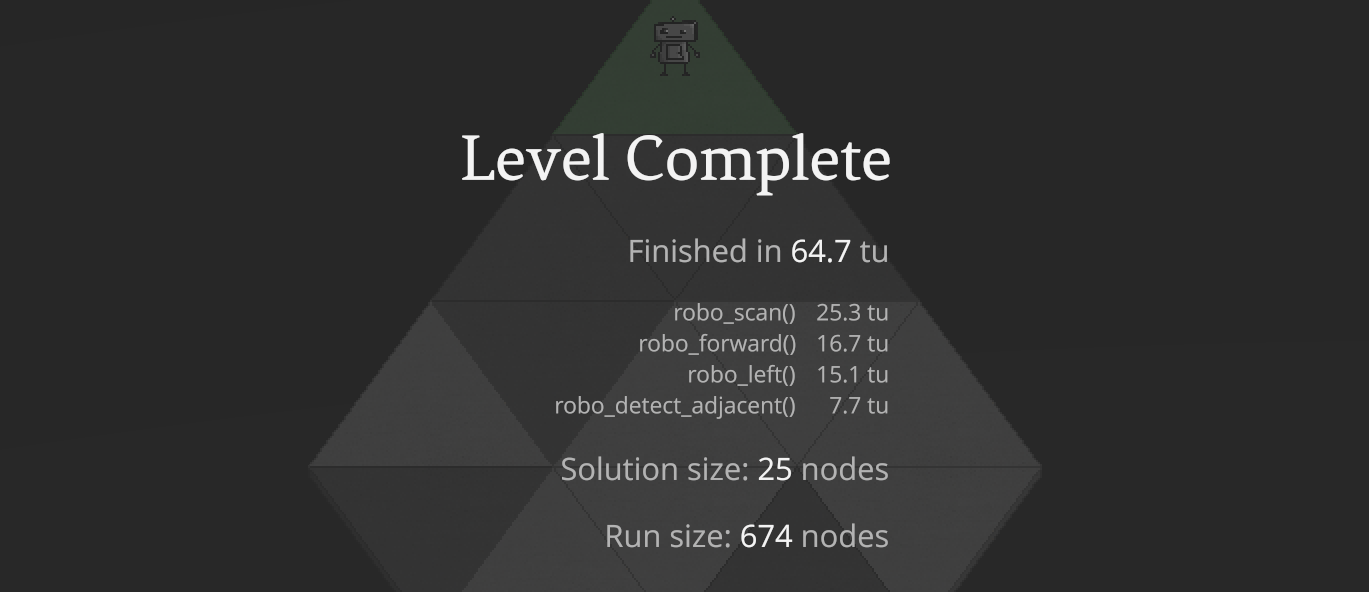 Level Complete
Finished in 64.7 tu
robo_scan() 25.3 tu
robo_forward() 16.7 tu
robo_left() 15.1 tu
robo_detect_adjacent() 7.7 tu
Solution size: 25 nodes
Run size: 674 nodes